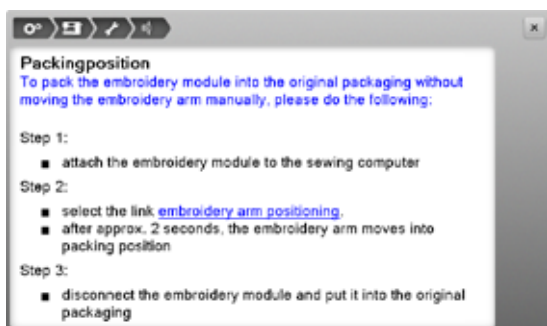 Packingposition
To pack the embroidery module into the original packaging without
moving the embroidery arm manually, please do the following:
Step 1:
■ attach the embroidery module to the sewing computer
Step 2:
■ select the link embroidery arm positioning.
■ after approx. 2 seconds, the embroidery arm moves into
packing position
Step 3:
■ disconnect the embroidery module and put it into the original
packaging